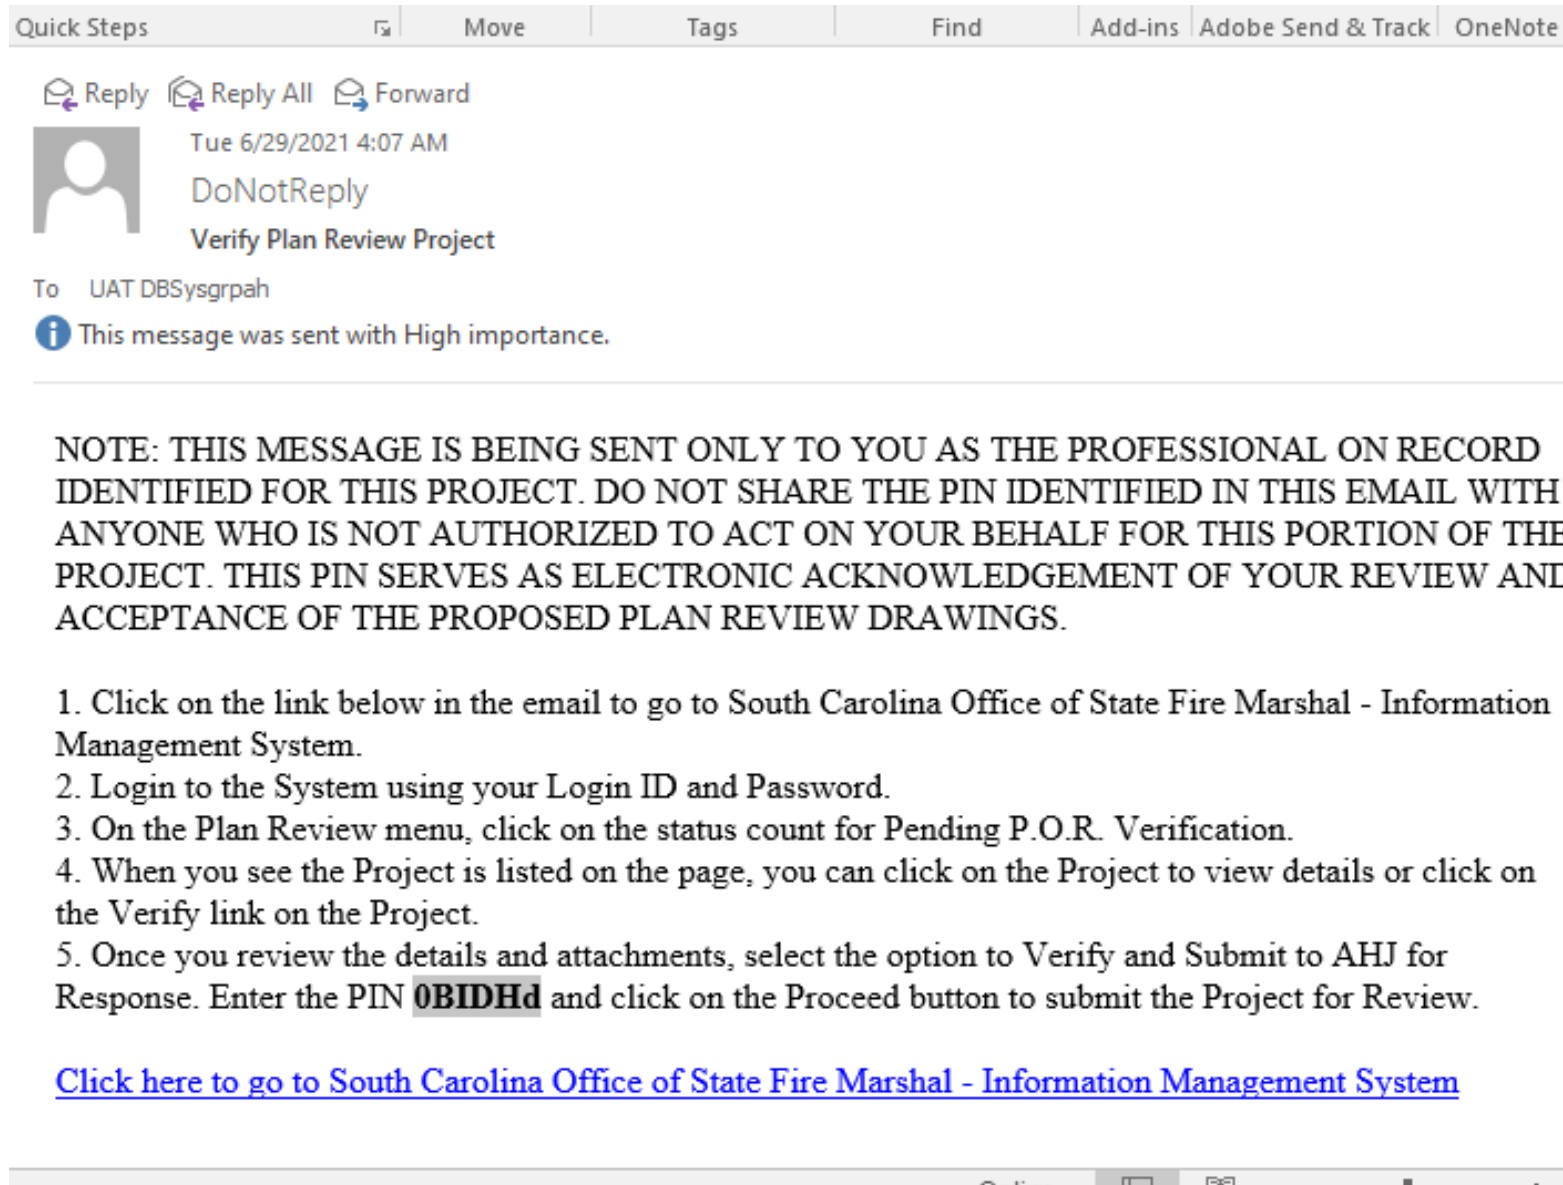 Quick Steps Move Tags Find Add-ins Adobe Send & Track OneNote
Reply Reply All Forward
Tue 6/29/2021 4:07 AM
DoNotReply
Verify Plan Review Project
To UAT DBSysgrpah
This message was sent with High importance.
NOTE: THIS MESSAGE IS BEING SENT ONLY TO YOU AS THE PROFESSIONAL ON RECORD
IDENTIFIED FOR THIS PROJECT. DO NOT SHARE THE PIN IDENTIFIED IN THIS EMAIL WITH
ANYONE WHO IS NOT AUTHORIZED TO ACT ON YOUR BEHALF FOR THIS PORTION OF THE
PROJECT. THIS PIN SERVES AS ELECTRONIC ACKNOWLEDGEMENT OF YOUR REVIEW AND
ACCEPTANCE OF THE PROPOSED PLAN REVIEW DRAWINGS.
1. Click on the link below in the email to go to South Carolina Office of State Fire Marshal - Information
Management System.
2. Login to the System using your Login ID and Password.
3. On the Plan Review menu, click on the status count for Pending P.O.R. Verification.
4. When you see the Project is listed on the page, you can click on the Project to view details or click on
the Verify link on the Project.
5. Once you review the details and attachments, select the option to Verify and Submit to AHJ for
Response. Enter the PIN 0BIDHd and click on the Proceed button to submit the Project for Review.
Click here to go to South Carolina Office of State Fire Marshal - Information Management System